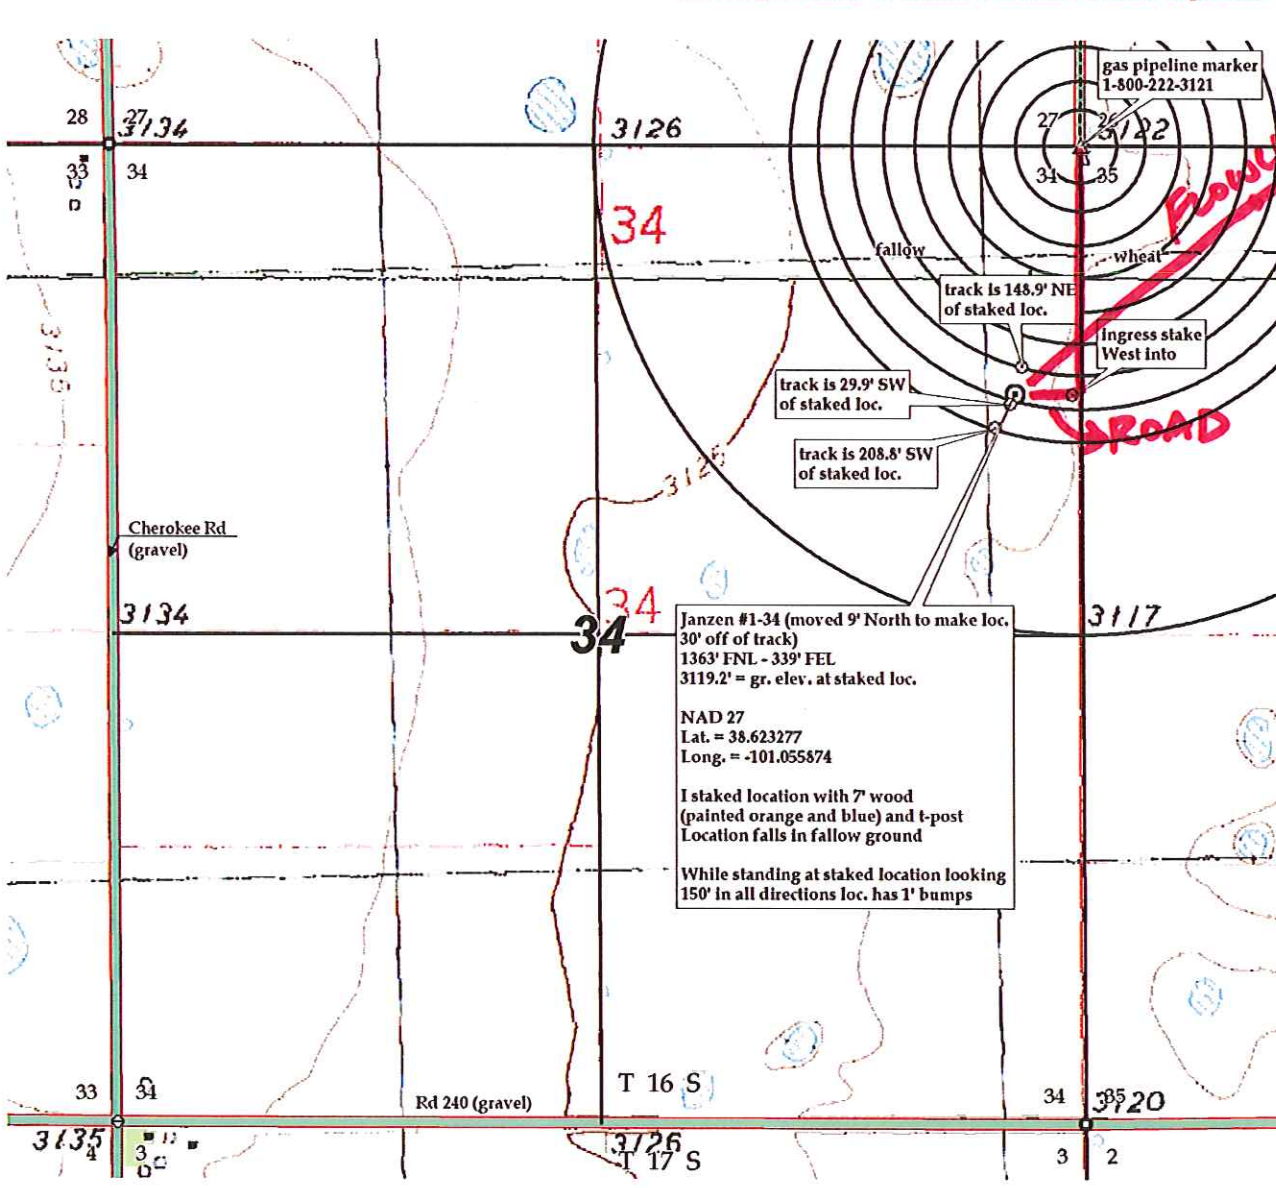 gas pipeline marker
1-800-222-3121
28
27
3134
3126
27
26
3122
33
34
34
35
34
fallow
wheat
track is 148.9' NE
of staked loc.
ingress stake
West into
3135
track is 29.9' SW
of staked loc.
ROAD
track is 208.8' SW
of staked loc.
3125
Cherokee Rd
(gravel)
3134
34
34
3117
Janzen #1-34 (moved 9' North to make loc.
30' off of track)
1363' FNL - 339' FEL
3119.2' = gr. elev. at staked loc.
NAD 27
Lat. = 38.623277
Long. = -101.055874
I staked location with 7' wood
(painted orange and blue) and t-post
Location falls in fallow ground
While standing at staked location looking
150' in all directions loc. has 1' bumps
33
34
Rd 240 (gravel)
T 16 S
34
35
3120
3135
4
3
3126
T 17 S
3
2